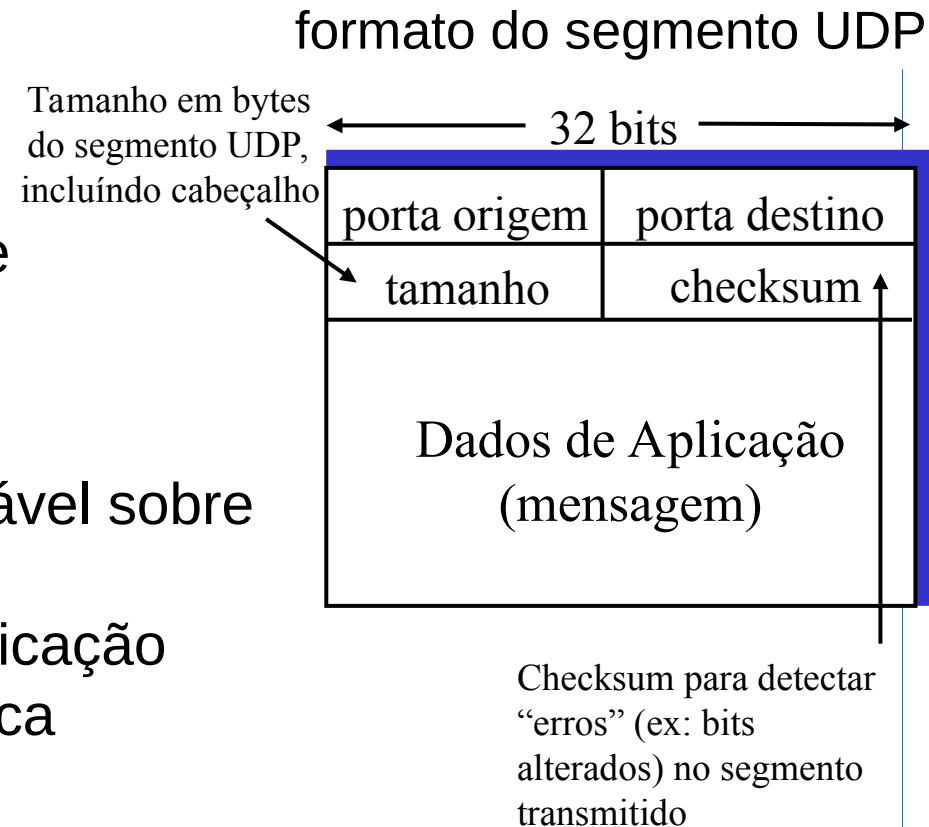 formato do segmento UDP
Tamanho em bytes
do segmento UDP,
incluíndo cabeçalho
32 bits
porta origem
porta destino
tamanho
checksum
Dados de Aplicação
(mensagem)
e
ável sobre
icação
ca
Checksum para detectar
“erros” (ex: bits
alterados) no segmento
transmitido